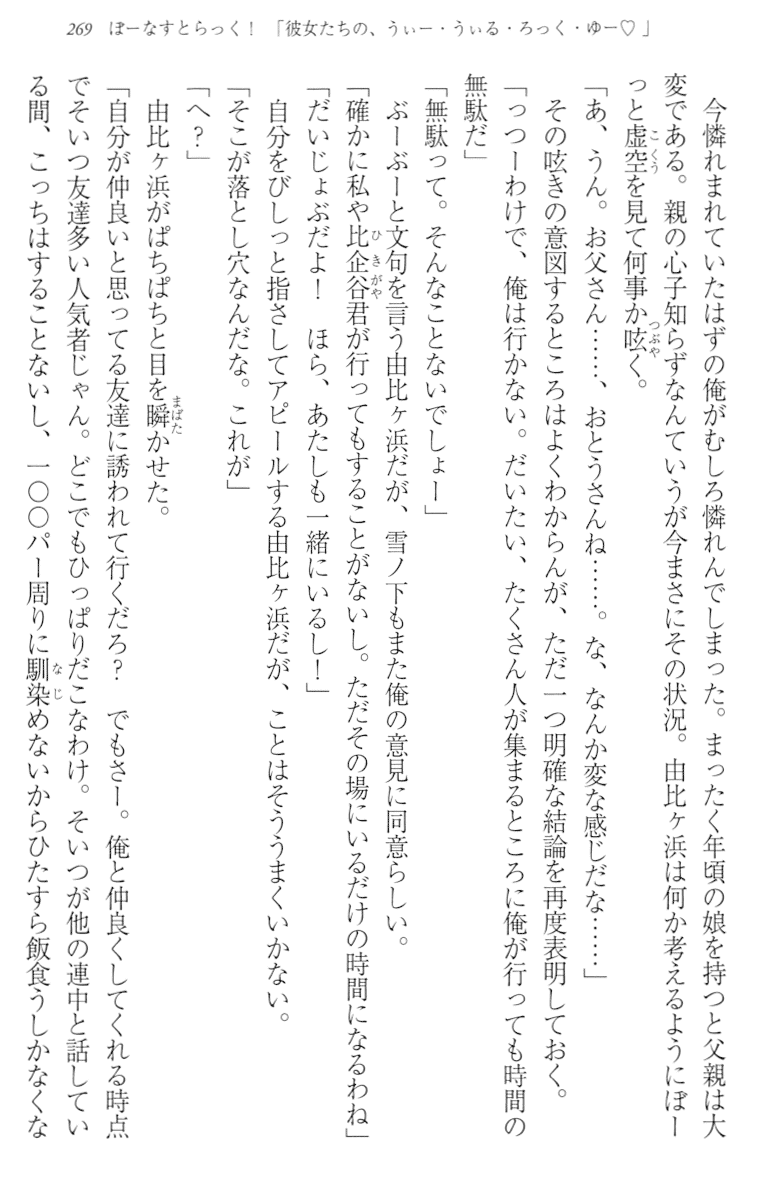 269 ぼーなすとらっく！ 「彼女たちの、うぃー・うぃる・ろっく・ゆー♡」
今憐れまれていたはずの俺がむしろ憐れんでしまった。まったく年頃の娘を持つと父親は大
変である。親の心子知らずなんていうが今まさにその状況。由比ヶ浜は何か考えるようにぼー
っと虚空を見て何事か呟く。
「あ、うん。お父さん……、おとうさんね……。な、なんか変な感じだな……」
その呟きの意図するところはよくわからんが、ただ一つ明確な結論を再度表明しておく。
「っつーわけで、俺は行かない。だいたい、たくさん人が集まるところに俺が行っても時間の
無駄だ」
「無駄って。そんなことないでしょー」
ぶーぶーと文句を言う由比ヶ浜だが、雪ノ下もまた俺の意見に同意らしい。
「確かに私や比企谷君が行ってもすることがないし。ただその場にいるだけの時間になるわね」
「だいじょぶだよ！　ほら、あたしも一緒にいるし！」
自分をびしっと指さしてアピールする由比ヶ浜だが、ことはそううまくいかない。
「そこが落とし穴なんだな。これが」
「へ？」
由比ヶ浜がぱちぱちと目を瞬かせた。
「自分が仲良いと思ってる友達に誘われて行くだろ？　でもさー。俺と仲良くしてくれる時点
でそいつ友達多い人気者じゃん。どこでもひっぱりだこなわけ。そいつが他の連中と話してい
る間、こっちはすることないし、一〇〇パー周りに馴染めないからひたすら飯食うしかなくな